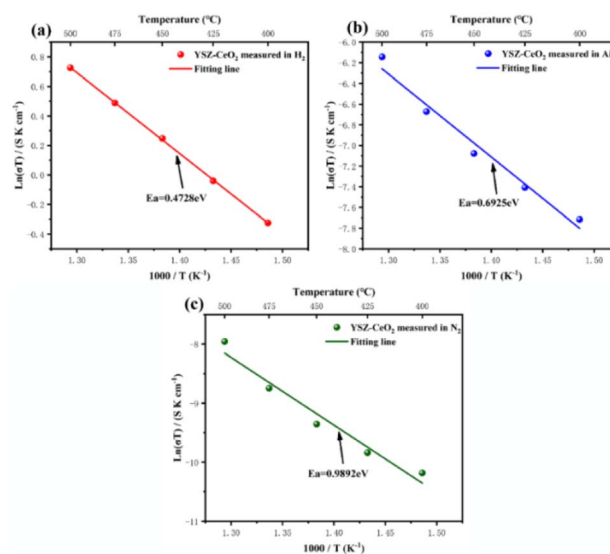 (a)
Temperature (℃)
500 475 450 425 400
YSZ-CeO₂ measured in H₂
Fitting line
Ln(σT) / (S K cm⁻¹)
0.8
0.6
0.4
0.2
0.0
-0.2
-0.4
Ea=0.4728eV
1.30 1.35 1.40 1.45 1.50
1000 / T (K⁻¹)
(b)
Temperature (℃)
500 475 450 425 400
YSZ-CeO₂ measured in Ai
Fitting line
Ln(σT) / (S K cm⁻¹)
-6.0
-6.2
-6.4
-6.6
-6.8
-7.0
-7.2
-7.4
-7.6
-7.8
-8.0
Ea=0.6925eV
1.30 1.35 1.40 1.45 1.50
1000 / T (K⁻¹)
(c)
Temperature (℃)
500 475 450 425 400
YSZ-CeO₂ measured in N₂
Fitting line
Ln(σT) / (S K cm⁻¹)
-8
-9
-10
-11
Ea=0.9892eV
1.30 1.35 1.40 1.45 1.50
1000 / T (K⁻¹)